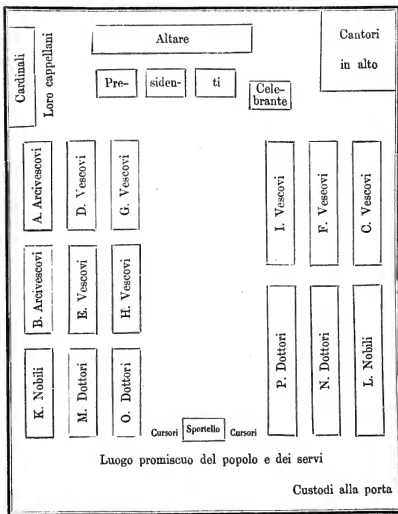 Cardinali
Loro cappellani
Altare
Cantori
in alto
Pre-
siden-
ti
Cele-
brante
A. Arcivescovi
D. Vescovi
G. Vescovi
I. Vescovi
F. Vescovi
C. Vescovi
B. Arcivescovi
E. Vescovi
H. Vescovi
K. Nobili
M. Dottori
O. Dottori
P. Dottori
N. Dottori
L. Nobili
Cursori
Sportello
Cursori
Luogo promiscuo del popolo e dei servi
Custodi alla porta